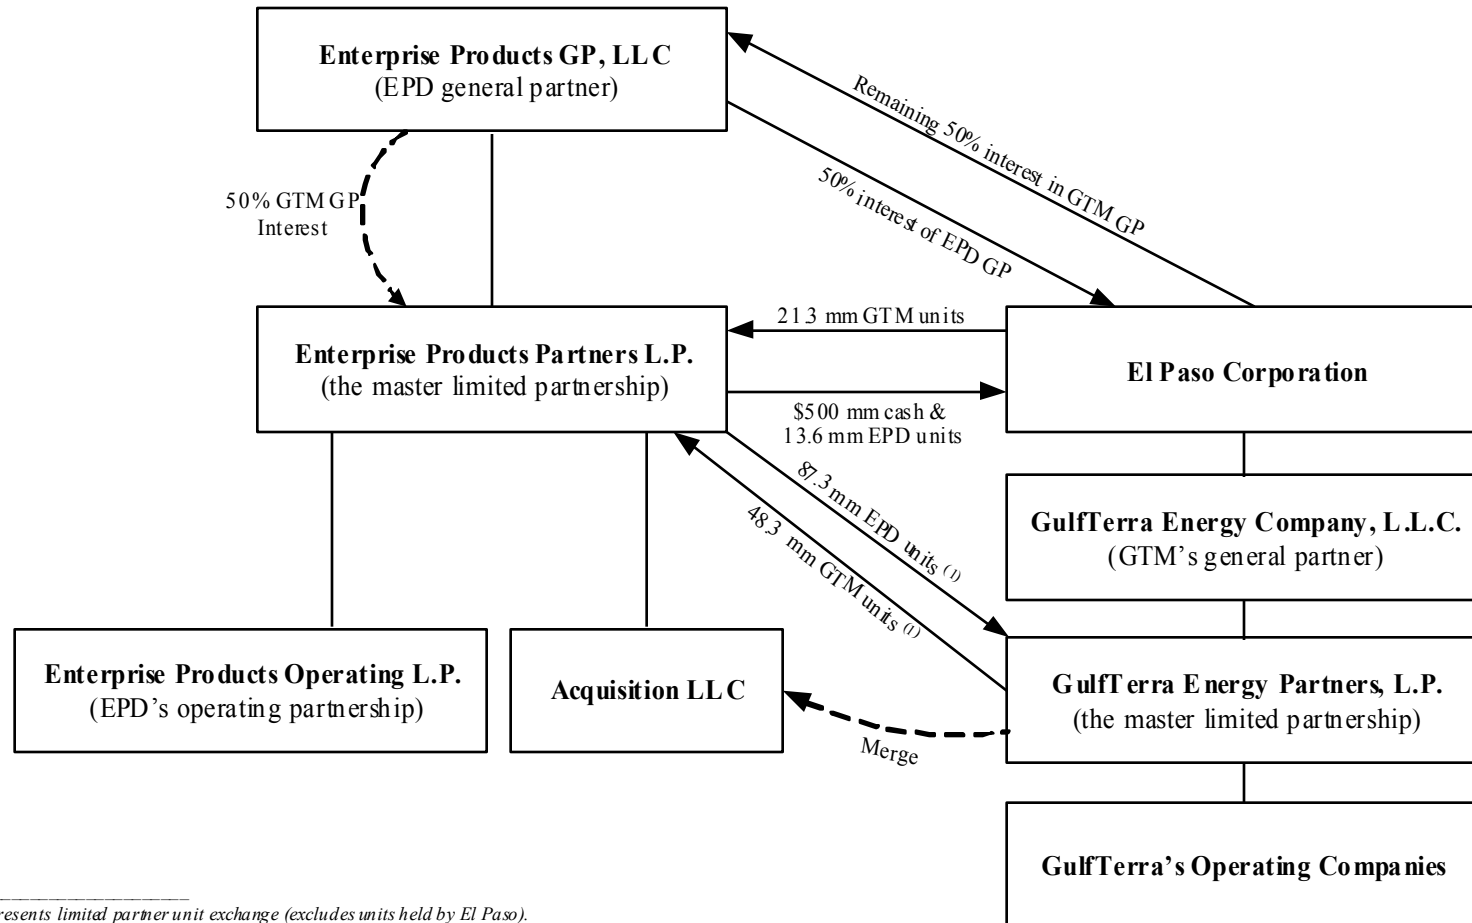 Enterprise Products GP, LLC
(EPD general partner)
Remaining 50% interest in GTM GP
50% interest of EPD GP
50% GTM GP
Interest
21.3 mm GTM units
Enterprise Products Partners L.P.
(the master limited partnership)
El Paso Corporation
$500 mm cash &
13.6 mm EPD units
87.3 mm EPD units (1)
48.3 mm GTM units (1)
GulfTerra Energy Company, L.L.C.
(GTM's general partner)
Enterprise Products Operating L.P.
(EPD's operating partnership)
Acquisition LLC
GulfTerra Energy Partners, L.P.
(the master limited partnership)
Merge
GulfTerra's Operating Companies
limited partner unit exchange (excludes units held by El Paso).